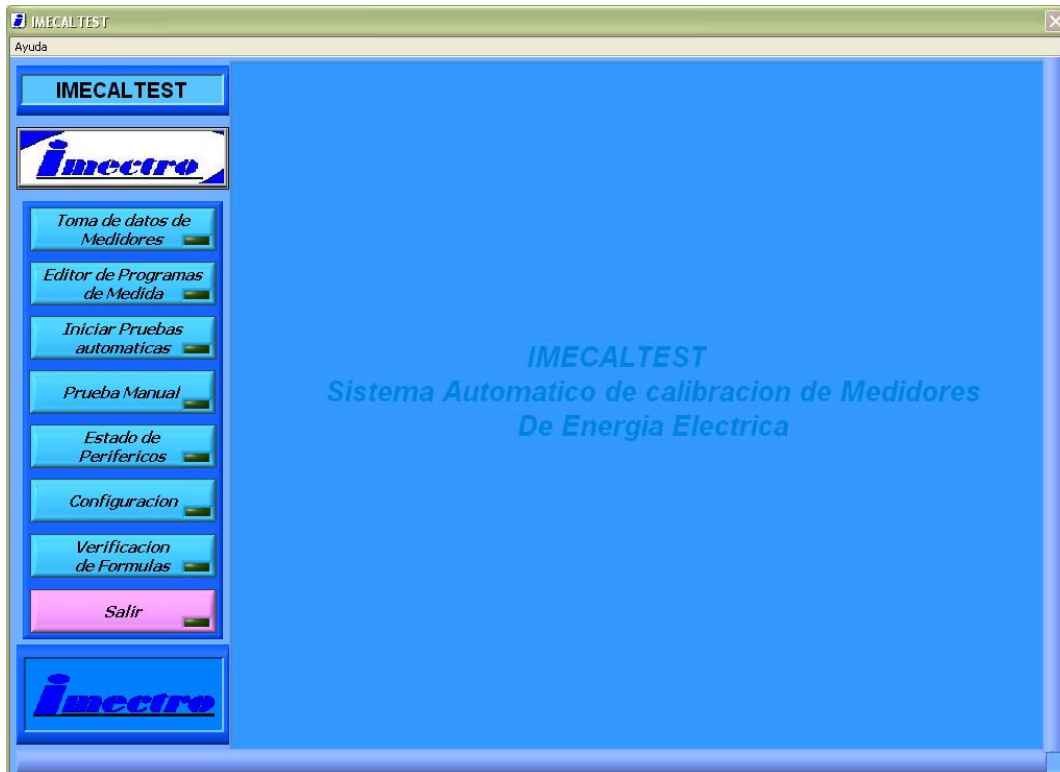 IMECALTEST
Ayuda
IMECALTEST
imectro
Toma de datos de
Medidores
Editor de Programas
de Medida
Iniciar Pruebas
automaticas
Prueba Manual
Estado de
Perifericos
Configuracion
Verificacion
de Formulas
Salir
imectro
IMECALTEST
Sistema Automatico de calibracion de Medidores
De Energia Electrica